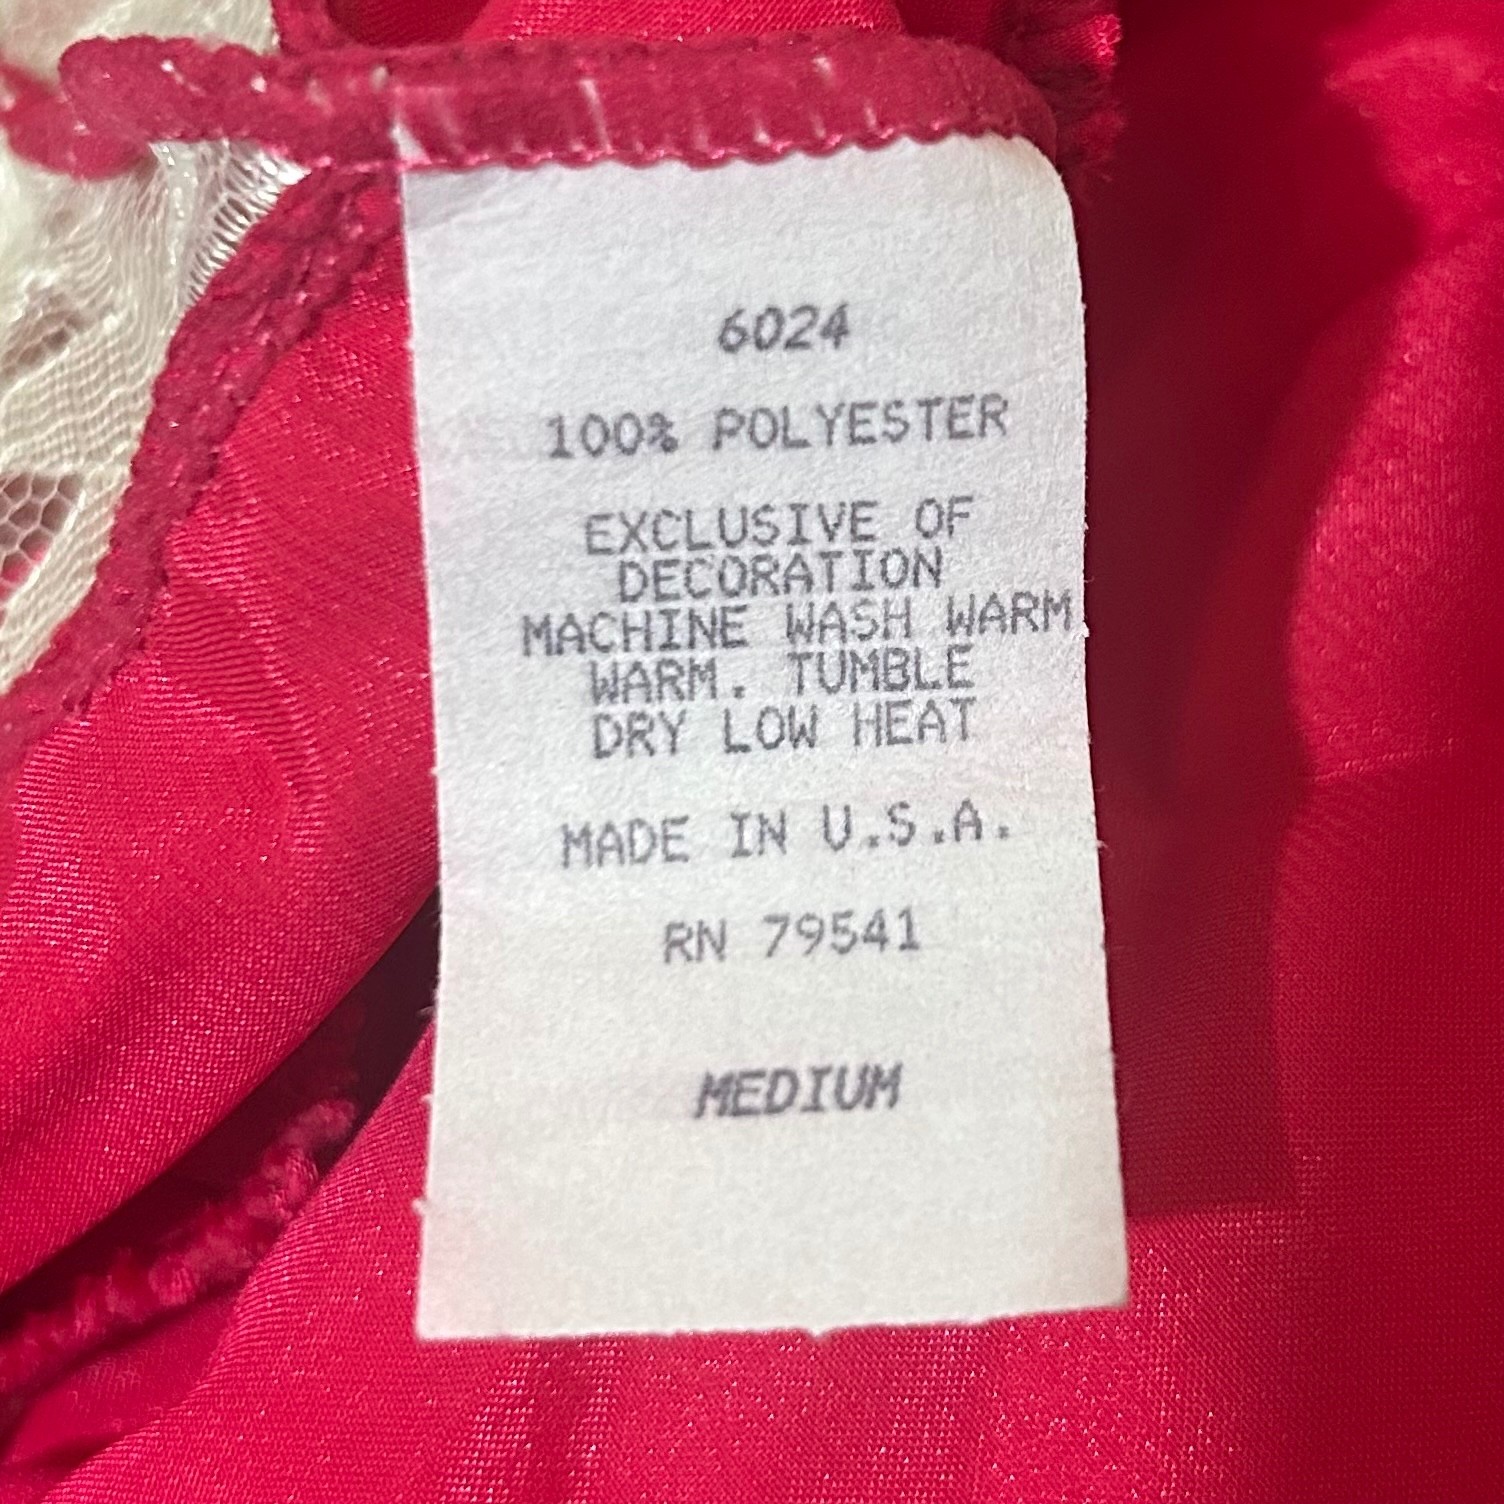 6024
100% POLYESTER
EXCLUSIVE OF
DECORATION
MACHINE WASH WARM
WARM. TUMBLE
DRY LOW HEAT
MADE IN U.S.A.
RN 79541
MEDIUM